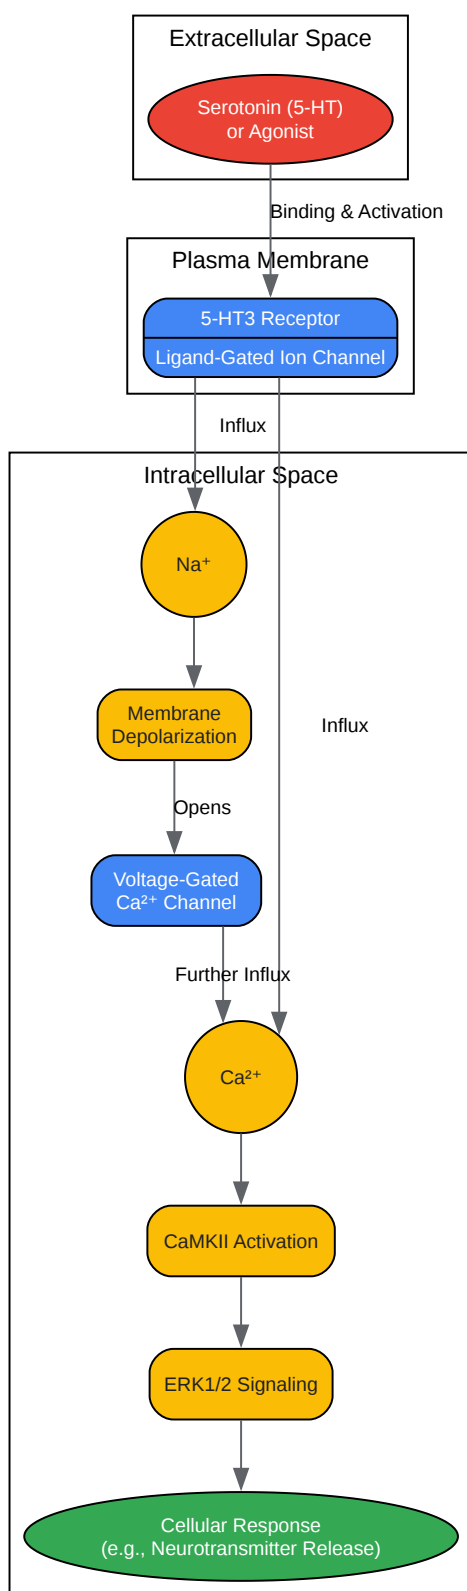 Extracellular Space
Serotonin (5-HT)
or Agonist
Binding & Activation
Plasma Membrane
5-HT3 Receptor
Ligand-Gated Ion Channel
Influx
Intracellular Space
Na⁺
Membrane
Depolarization
Influx
Opens
Voltage-Gated
Ca²⁺ Channel
Further Influx
Ca²⁺
CaMKII Activation
ERK1/2 Signaling
Cellular Response
(e.g., Neurotransmitter Release)